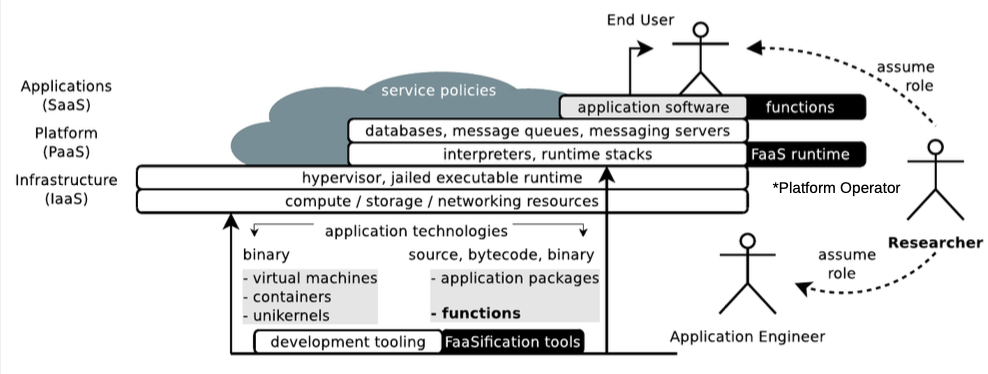 End User
assume
role
Applications
(SaaS)
service policies
application software
functions
Platform
(PaaS)
databases, message queues, messaging servers
interpreters, runtime stacks
FaaS runtime
Infrastructure
(IaaS)
hypervisor, jailed executable runtime
*Platform Operator
compute / storage / networking resources
application technologies
Researcher
binary
source, bytecode, binary
assume
role
- virtual machines
- application packages
- containers
- unikernels
- functions
Application Engineer
development tooling
FaaSification tools